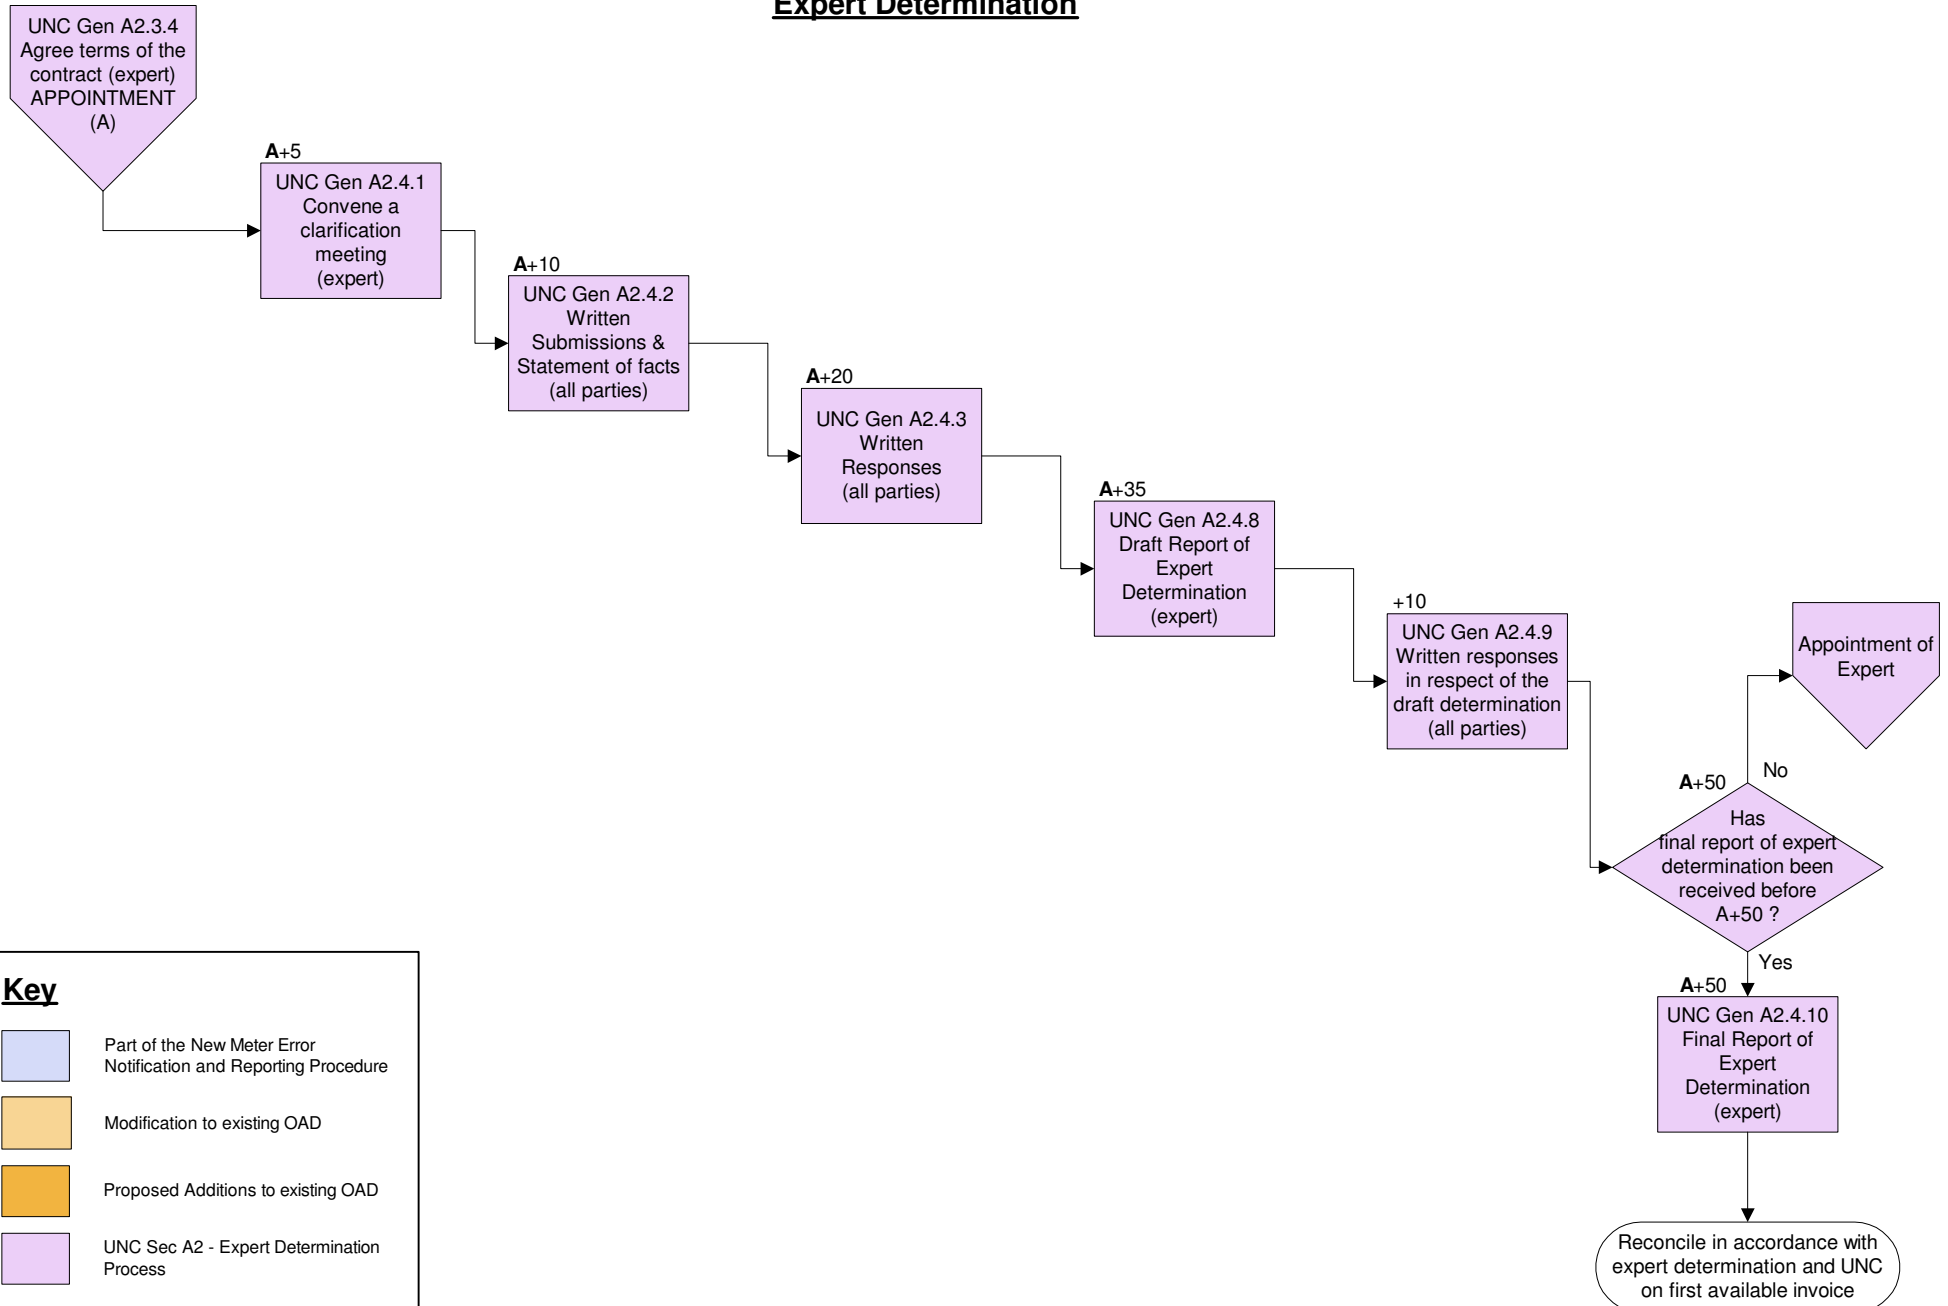 Expert Determination
UNC Gen A2.3.4
Agree terms of the
contract (expert)
APPOINTMENT
(A)
A+5
UNC Gen A2.4.1
Convene a
clarification
meeting
(expert)
A+10
UNC Gen A2.4.2
Written
Submissions &
Statement of facts
(all parties)
A+20
UNC Gen A2.4.3
Written
Responses
(all parties)
A+35
UNC Gen A2.4.8
Draft Report of
Expert
Determination
(expert)
+10
UNC Gen A2.4.9
Written responses
in respect of the
draft determination
(all parties)
Appointment of
Expert
No
A+50
Has
final report of expert
determination been
received before
A+50 ?
Yes
A+50
UNC Gen A2.4.10
Final Report of
Expert
Determination
(expert)
Reconcile in accordance with
expert determination and UNC
on first available invoice
Key
Part of the New Meter Error
Notification and Reporting Procedure
Modification to existing OAD
Proposed Additions to existing OAD
UNC Sec A2 - Expert Determination
Process